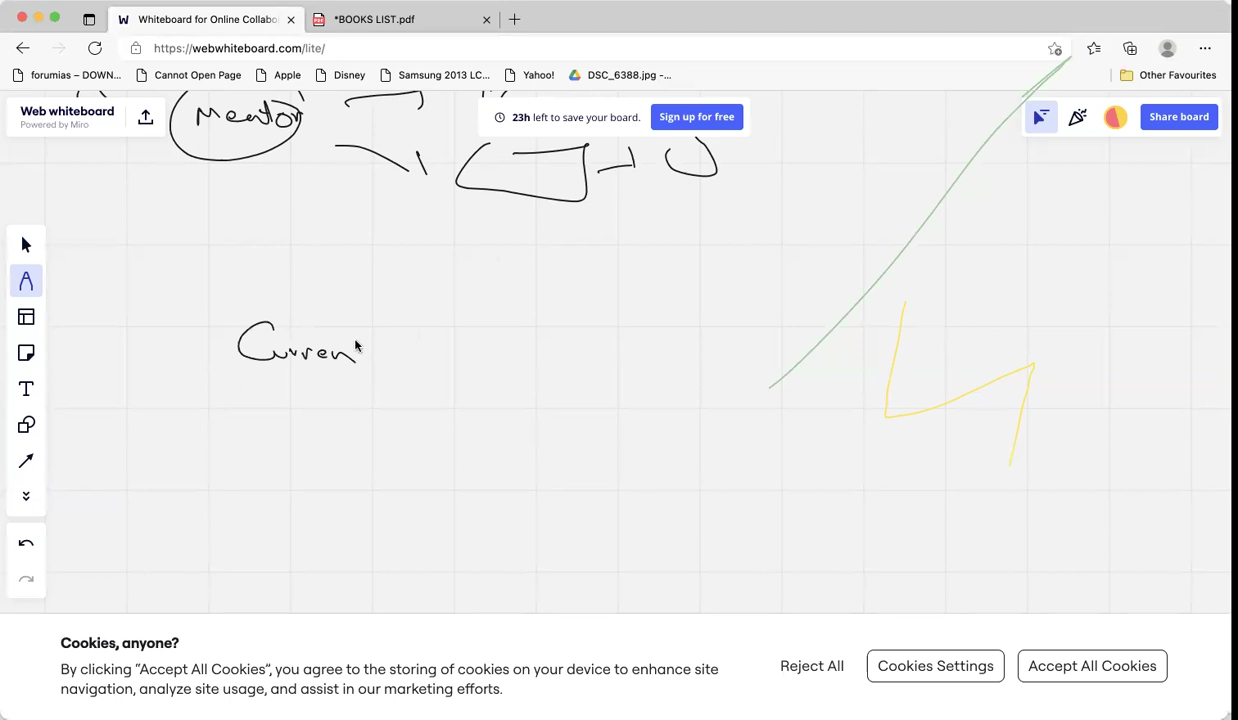 Whiteboard for Online Collabo
*BOOKS LIST.pdf
https://webwhiteboard.com/lite/
forumias – DOWN...
Cannot Open Page
Apple
Disney
Samsung 2013 LC...
Yahoo!
DSC_6388.jpg -...
Other Favourites
Web whiteboard
Powered by Miro
Mentor
23h left to save your board.
Sign up for free
Share board
Curren
Cookies, anyone?
By clicking “Accept All Cookies”, you agree to the storing of cookies on your device to enhance site
navigation, analyze site usage, and assist in our marketing efforts.
Reject All
Cookies Settings
Accept All Cookies